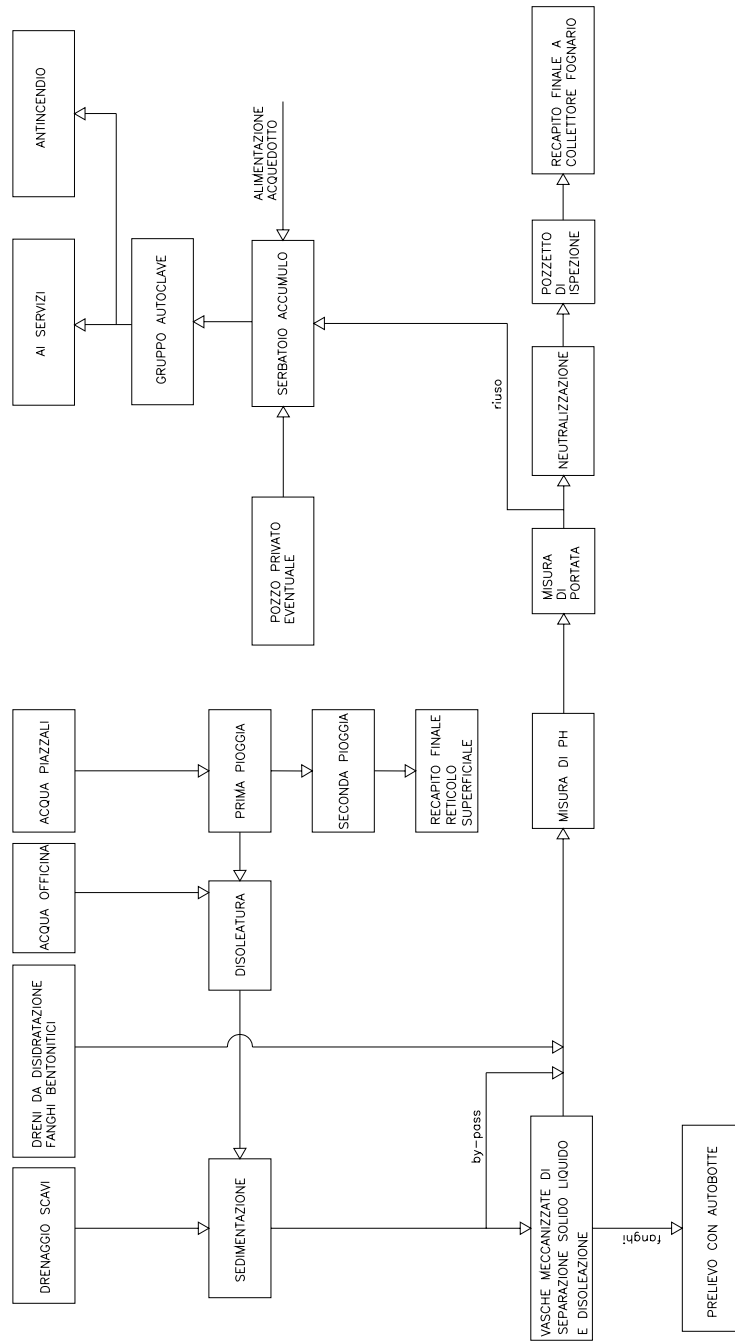 DRENAGGIO SCAVI
DRENI DA DISIDRATAZIONE
FANGHI BENTONITICI
ACQUA OFFICINA
ACQUA PIAZZALI
AI SERVIZI
ANTINCENDIO
SEDIMENTAZIONE
DISOLEATURA
PRIMA PIOGGIA
GRUPPO AUTOCLAVE
SECONDA PIOGGIA
POZZO PRIVATO
EVENTUALE
SERBATOIO ACCUMULO
ALIMENTAZIONE
ACQUEDOTTO
RECAPITO FINALE
RETICOLO
SUPERFICIALE
by-pass
riuso
VASCHE MECCANIZZATE DI
SEPARAZIONE SOLIDO LIQUIDO
E DISOLEAZIONE
MISURA DI PH
MISURA
DI
PORTATA
NEUTRALIZZAZIONE
POZZETTO
DI
ISPEZIONE
RECAPITO FINALE A
COLLETTORE FOGNARIO
fanghi
PRELIEVO CON AUTOBOTTE